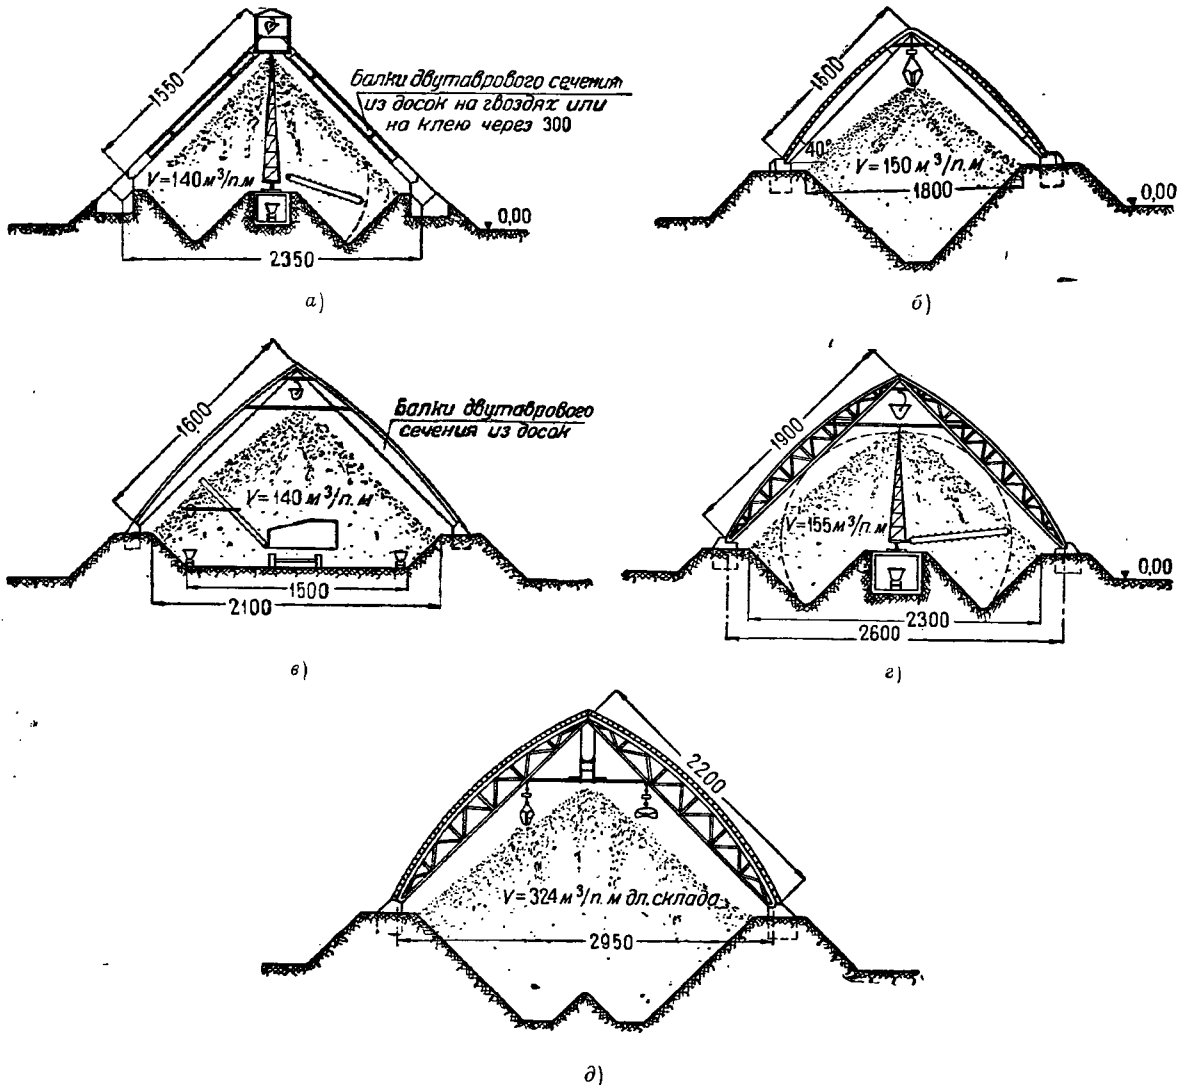 1550
Балки двутаврового сечения
из досок на гвоздях или
на клею через 300
V=140 м³/п.м
0,00
2350
а)
1500
40°
V=150 м³/п.м
1800
0,00
б)
1600
Балки двутаврового
сечения из досок
V=140 м³/п.м
1500
2100
в)
1900
V=155 м³/п.м
0,00
2300
2600
г)
2200
V=324 м³/п.м дл. склада
2950
д)